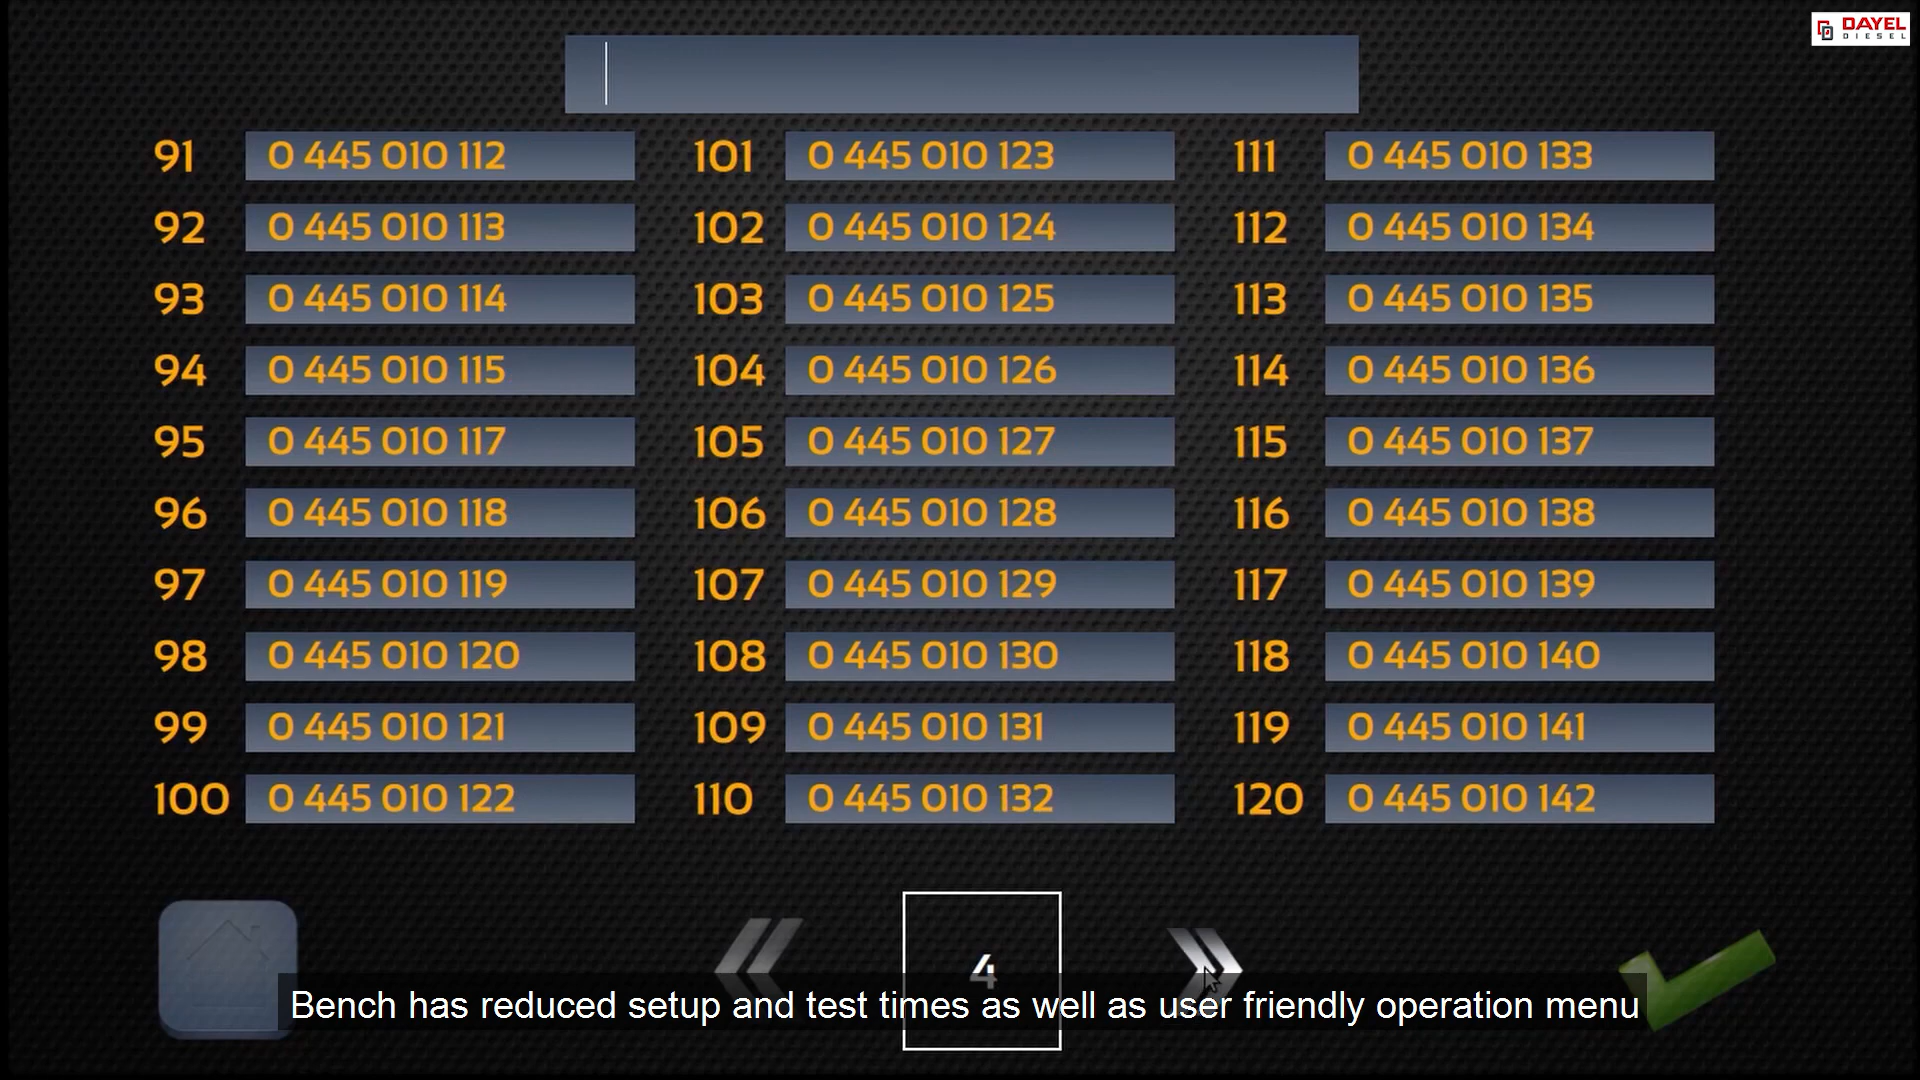 DAYEL
DIESEL
91 0 445 010 112 101 0 445 010 123 111 0 445 010 133
92 0 445 010 113 102 0 445 010 124 112 0 445 010 134
93 0 445 010 114 103 0 445 010 125 113 0 445 010 135
94 0 445 010 115 104 0 445 010 126 114 0 445 010 136
95 0 445 010 117 105 0 445 010 127 115 0 445 010 137
96 0 445 010 118 106 0 445 010 128 116 0 445 010 138
97 0 445 010 119 107 0 445 010 129 117 0 445 010 139
98 0 445 010 120 108 0 445 010 130 118 0 445 010 140
99 0 445 010 121 109 0 445 010 131 119 0 445 010 141
100 0 445 010 122 110 0 445 010 132 120 0 445 010 142
4
Bench has reduced setup and test times as well as user friendly operation menu